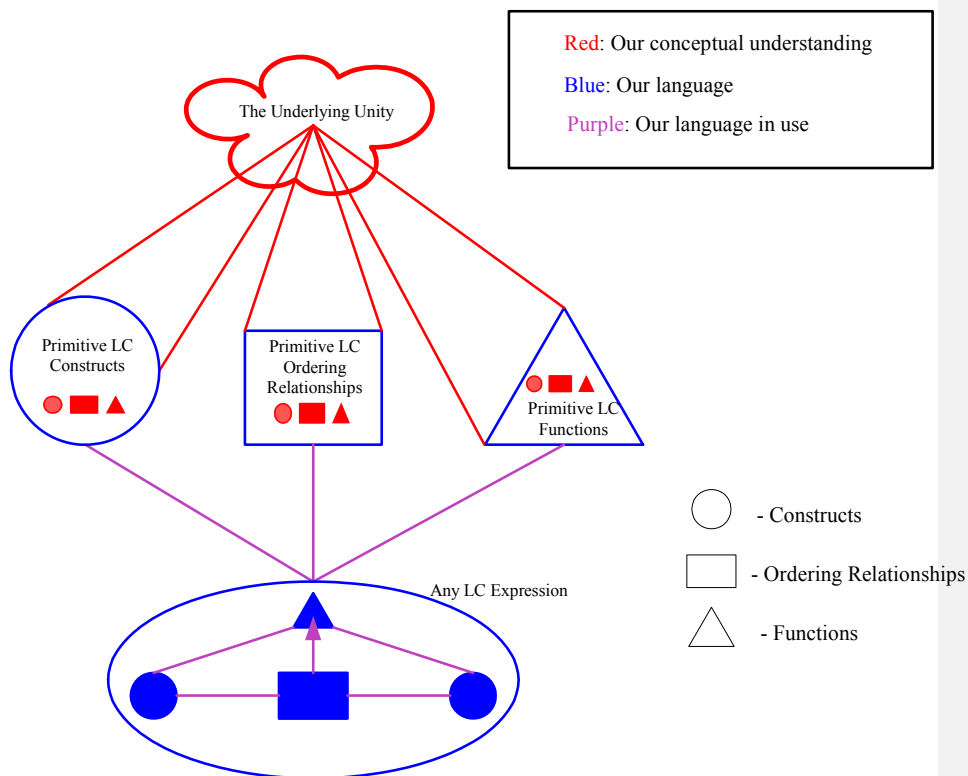 Red: Our conceptual understanding
Blue: Our language
Purple: Our language in use
The Underlying Unity
Primitive LC
Constructs
Primitive LC
Ordering
Relationships
Primitive LC
Functions
Any LC Expression
- Constructs
- Ordering Relationships
- Functions